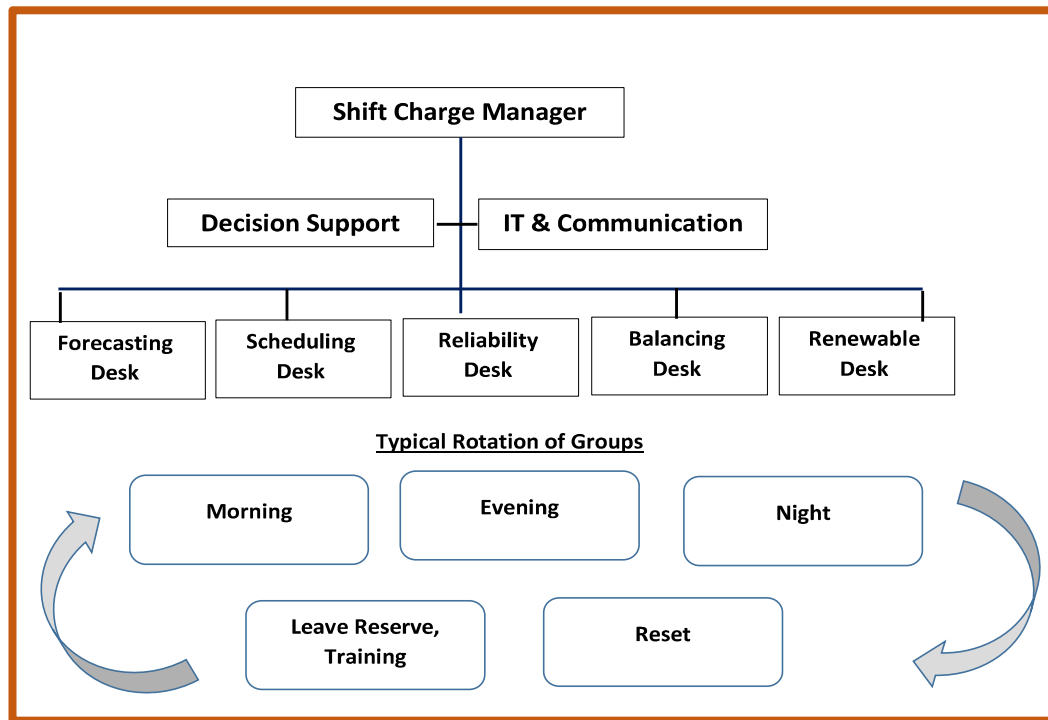 Shift Charge Manager
Decision Support
IT & Communication
Forecasting
Desk
Scheduling
Desk
Reliability
Desk
Balancing
Desk
Renewable
Desk
Typical Rotation of Groups
Morning
Evening
Night
Leave Reserve,
Training
Reset